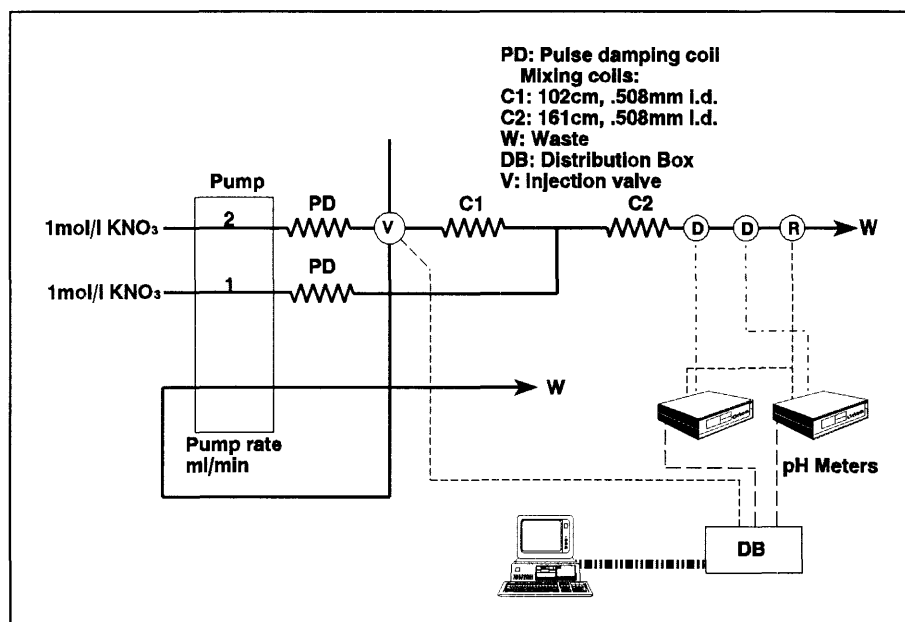 PD: Pulse damping coil
Mixing coils:
C1: 102cm, .508mm i.d.
C2: 161cm, .508mm i.d.
W: Waste
DB: Distribution Box
V: Injection valve
Pump
PD
C1
C2
1mol/l KNO₃
2
V
D
D
R
W
PD
1mol/l KNO₃
1
W
Pump rate
ml/min
pH Meters
DB